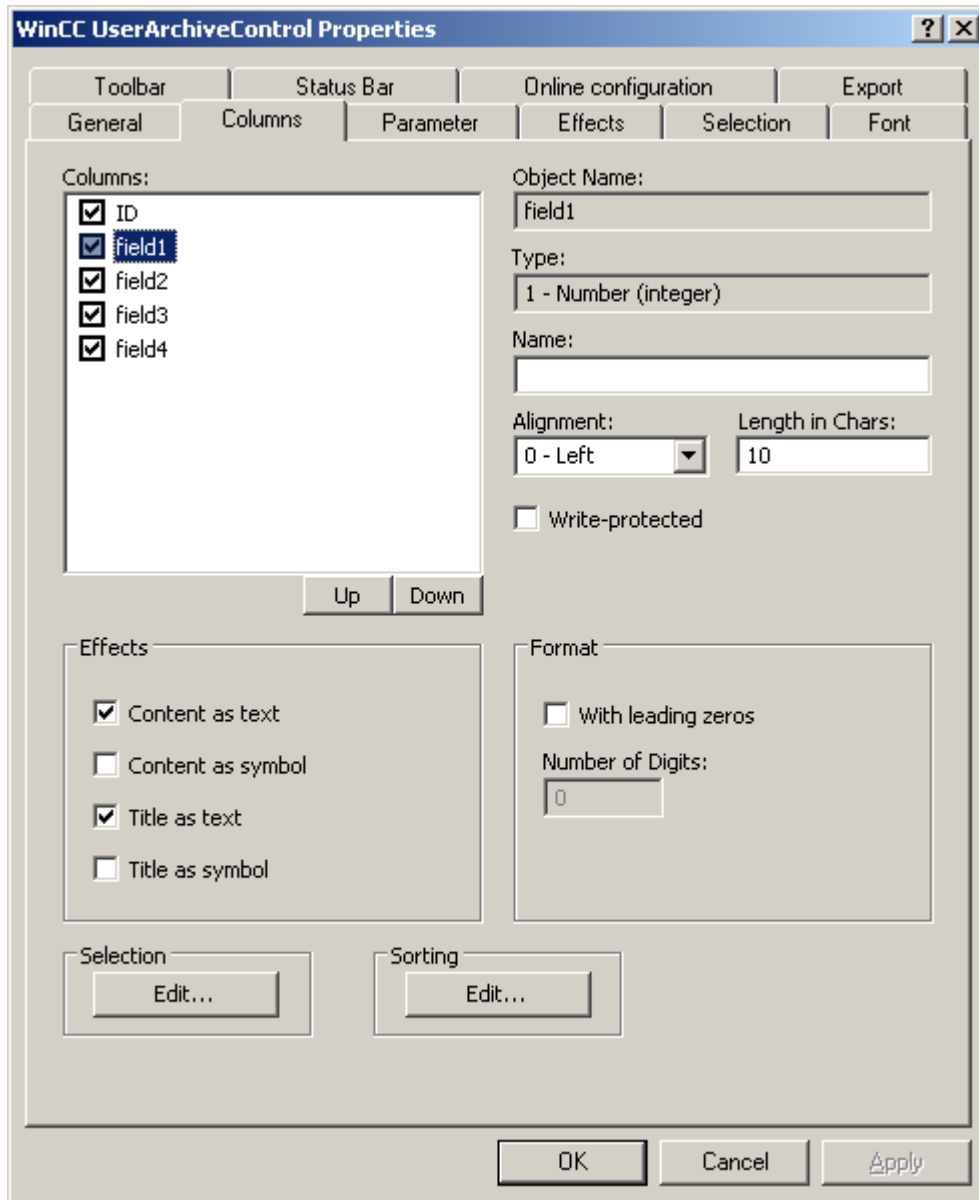 WinCC UserArchiveControl Properties
Toolbar Status Bar Online configuration Export
General Columns Parameter Effects Selection Font
Columns:
ID
field1
field2
field3
field4
Up Down
Object Name:
field1
Type:
1 - Number (integer)
Name:
Alignment: Length in Chars:
0 - Left 10
Write-protected
Effects
Content as text
Content as symbol
Title as text
Title as symbol
Format
With leading zeros
Number of Digits:
0
Selection
Edit...
Sorting
Edit...
OK Cancel Apply